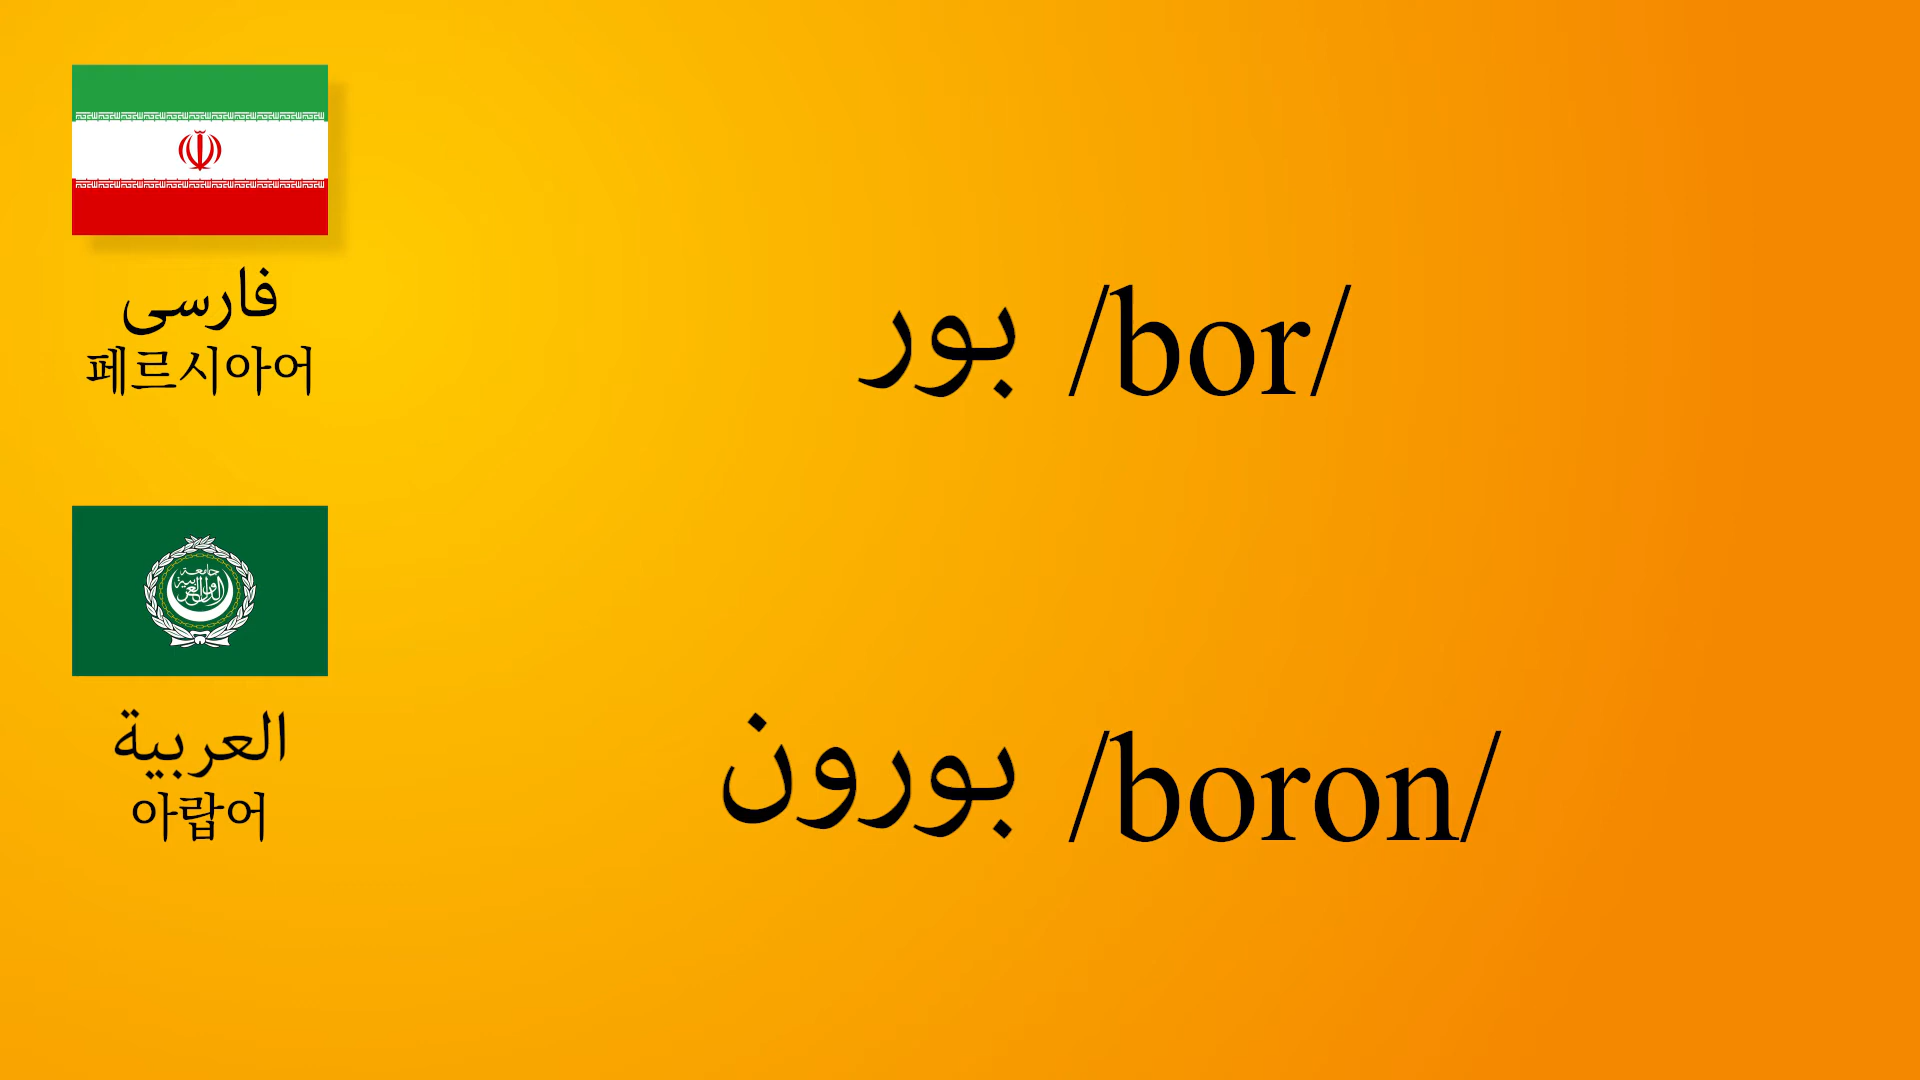 فارسی
페르시아어
بور /bor/
العربية
아랍어
بورون /boron/